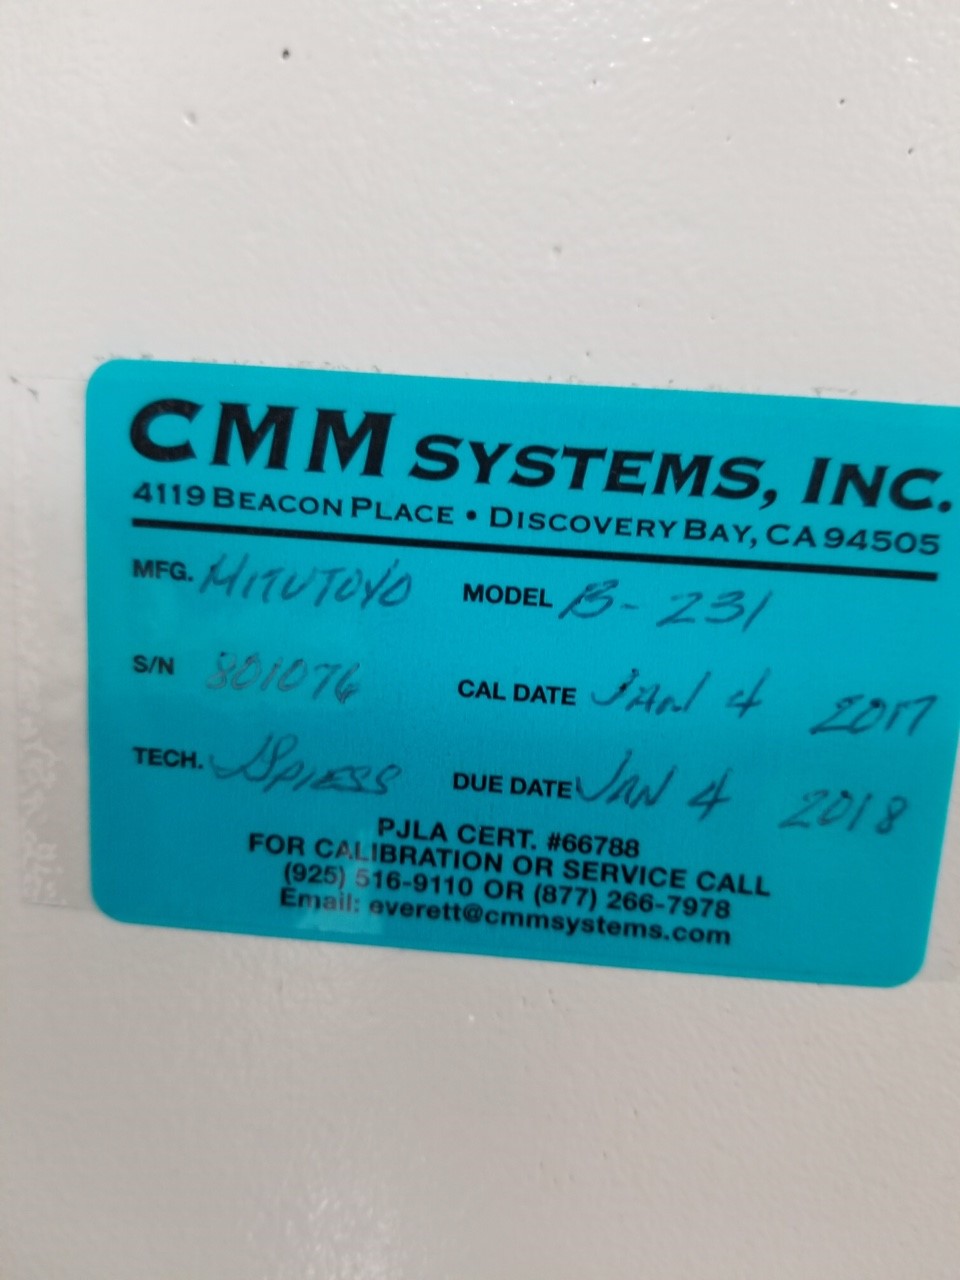 CMM SYSTEMS, INC.
4119 BEACON PLACE • DISCOVERY BAY, CA 94505
MFG. MITUTOYO MODEL B-231
S/N 801076 CAL DATE JAN 4 2017
TECH. JSPIESS DUE DATE JAN 4 2018
PJLA CERT. #66788
FOR CALIBRATION OR SERVICE CALL
(925) 516-9110 OR (877) 266-7978
Email: everett@cmmsystems.com